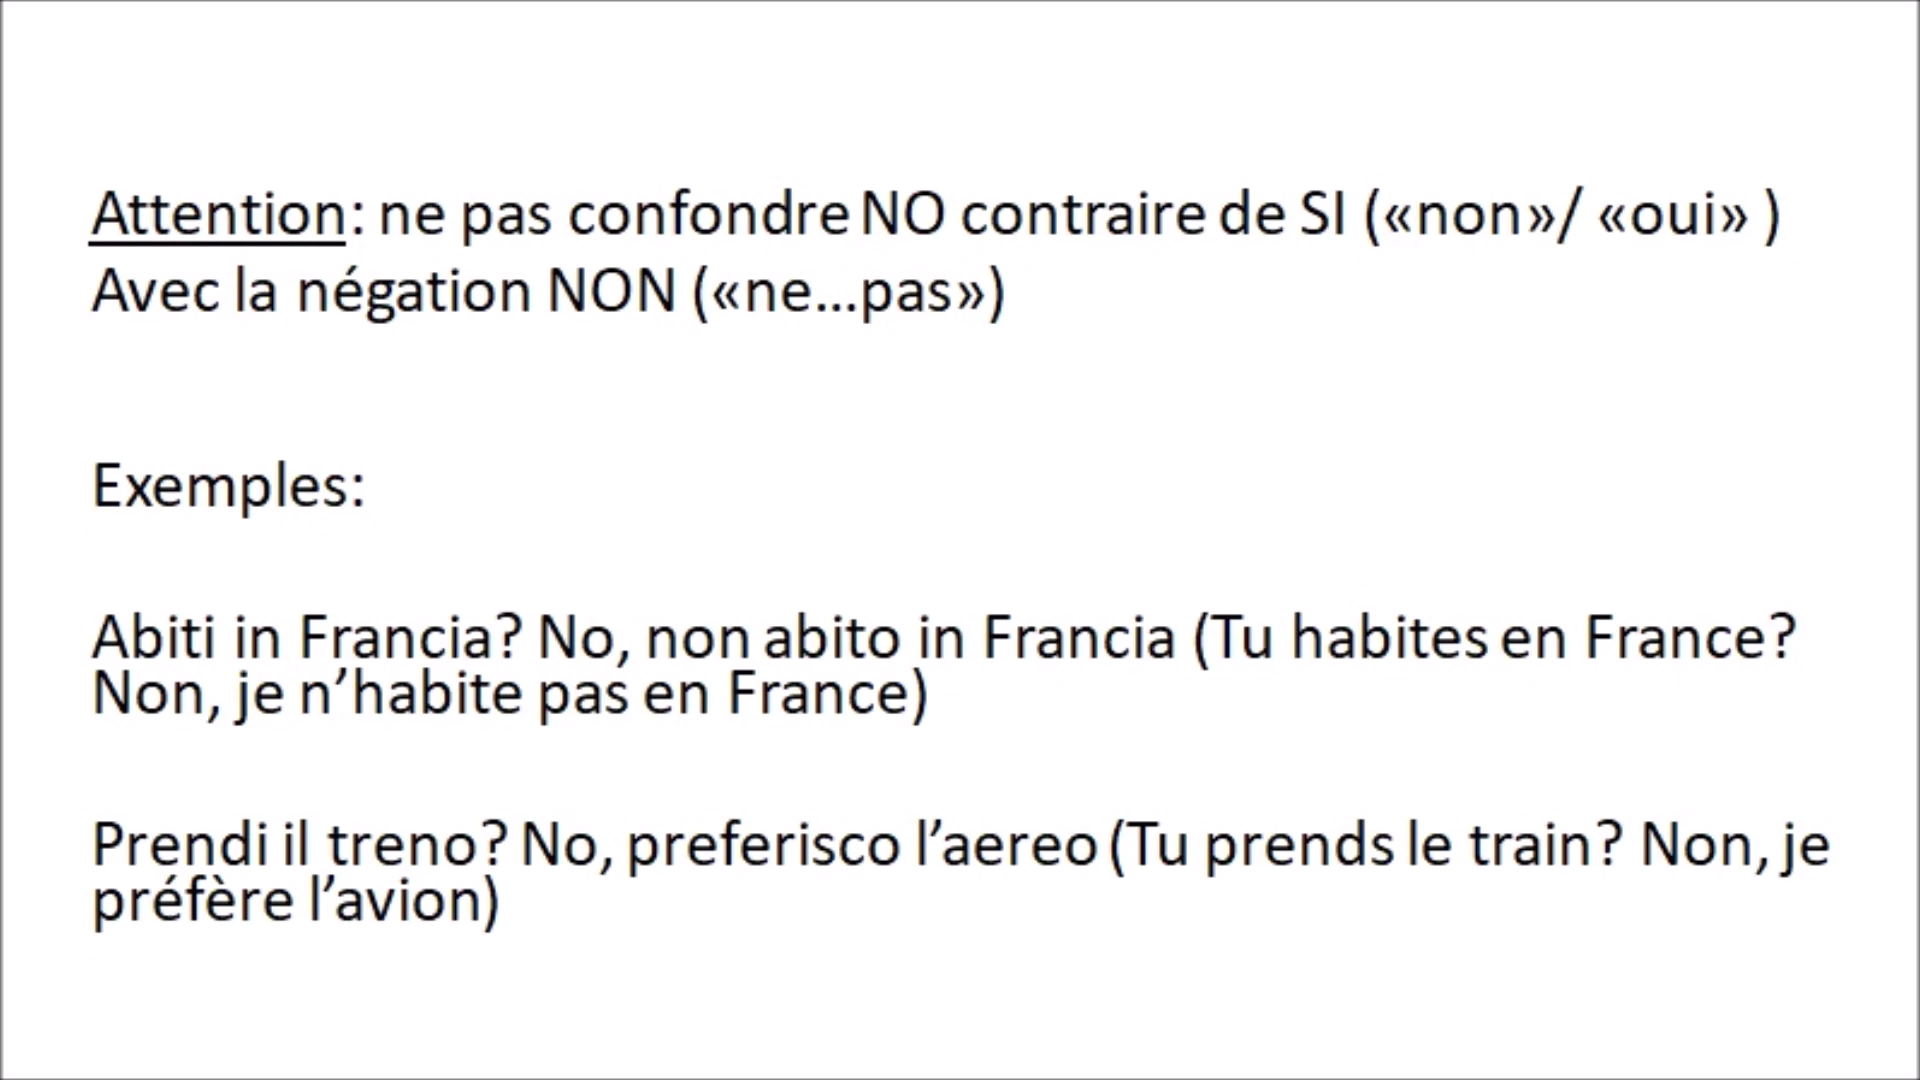 Attention: ne pas confondre NO contraire de SI («non»/ «oui» )
Avec la négation NON («ne...pas»)
Exemples:
Abiti in Francia? No, non abito in Francia (Tu habites en France?
Non, je n’habite pas en France)
Prendi il treno? No, preferisco l’aereo (Tu prends le train? Non, je
préfère l’avion)